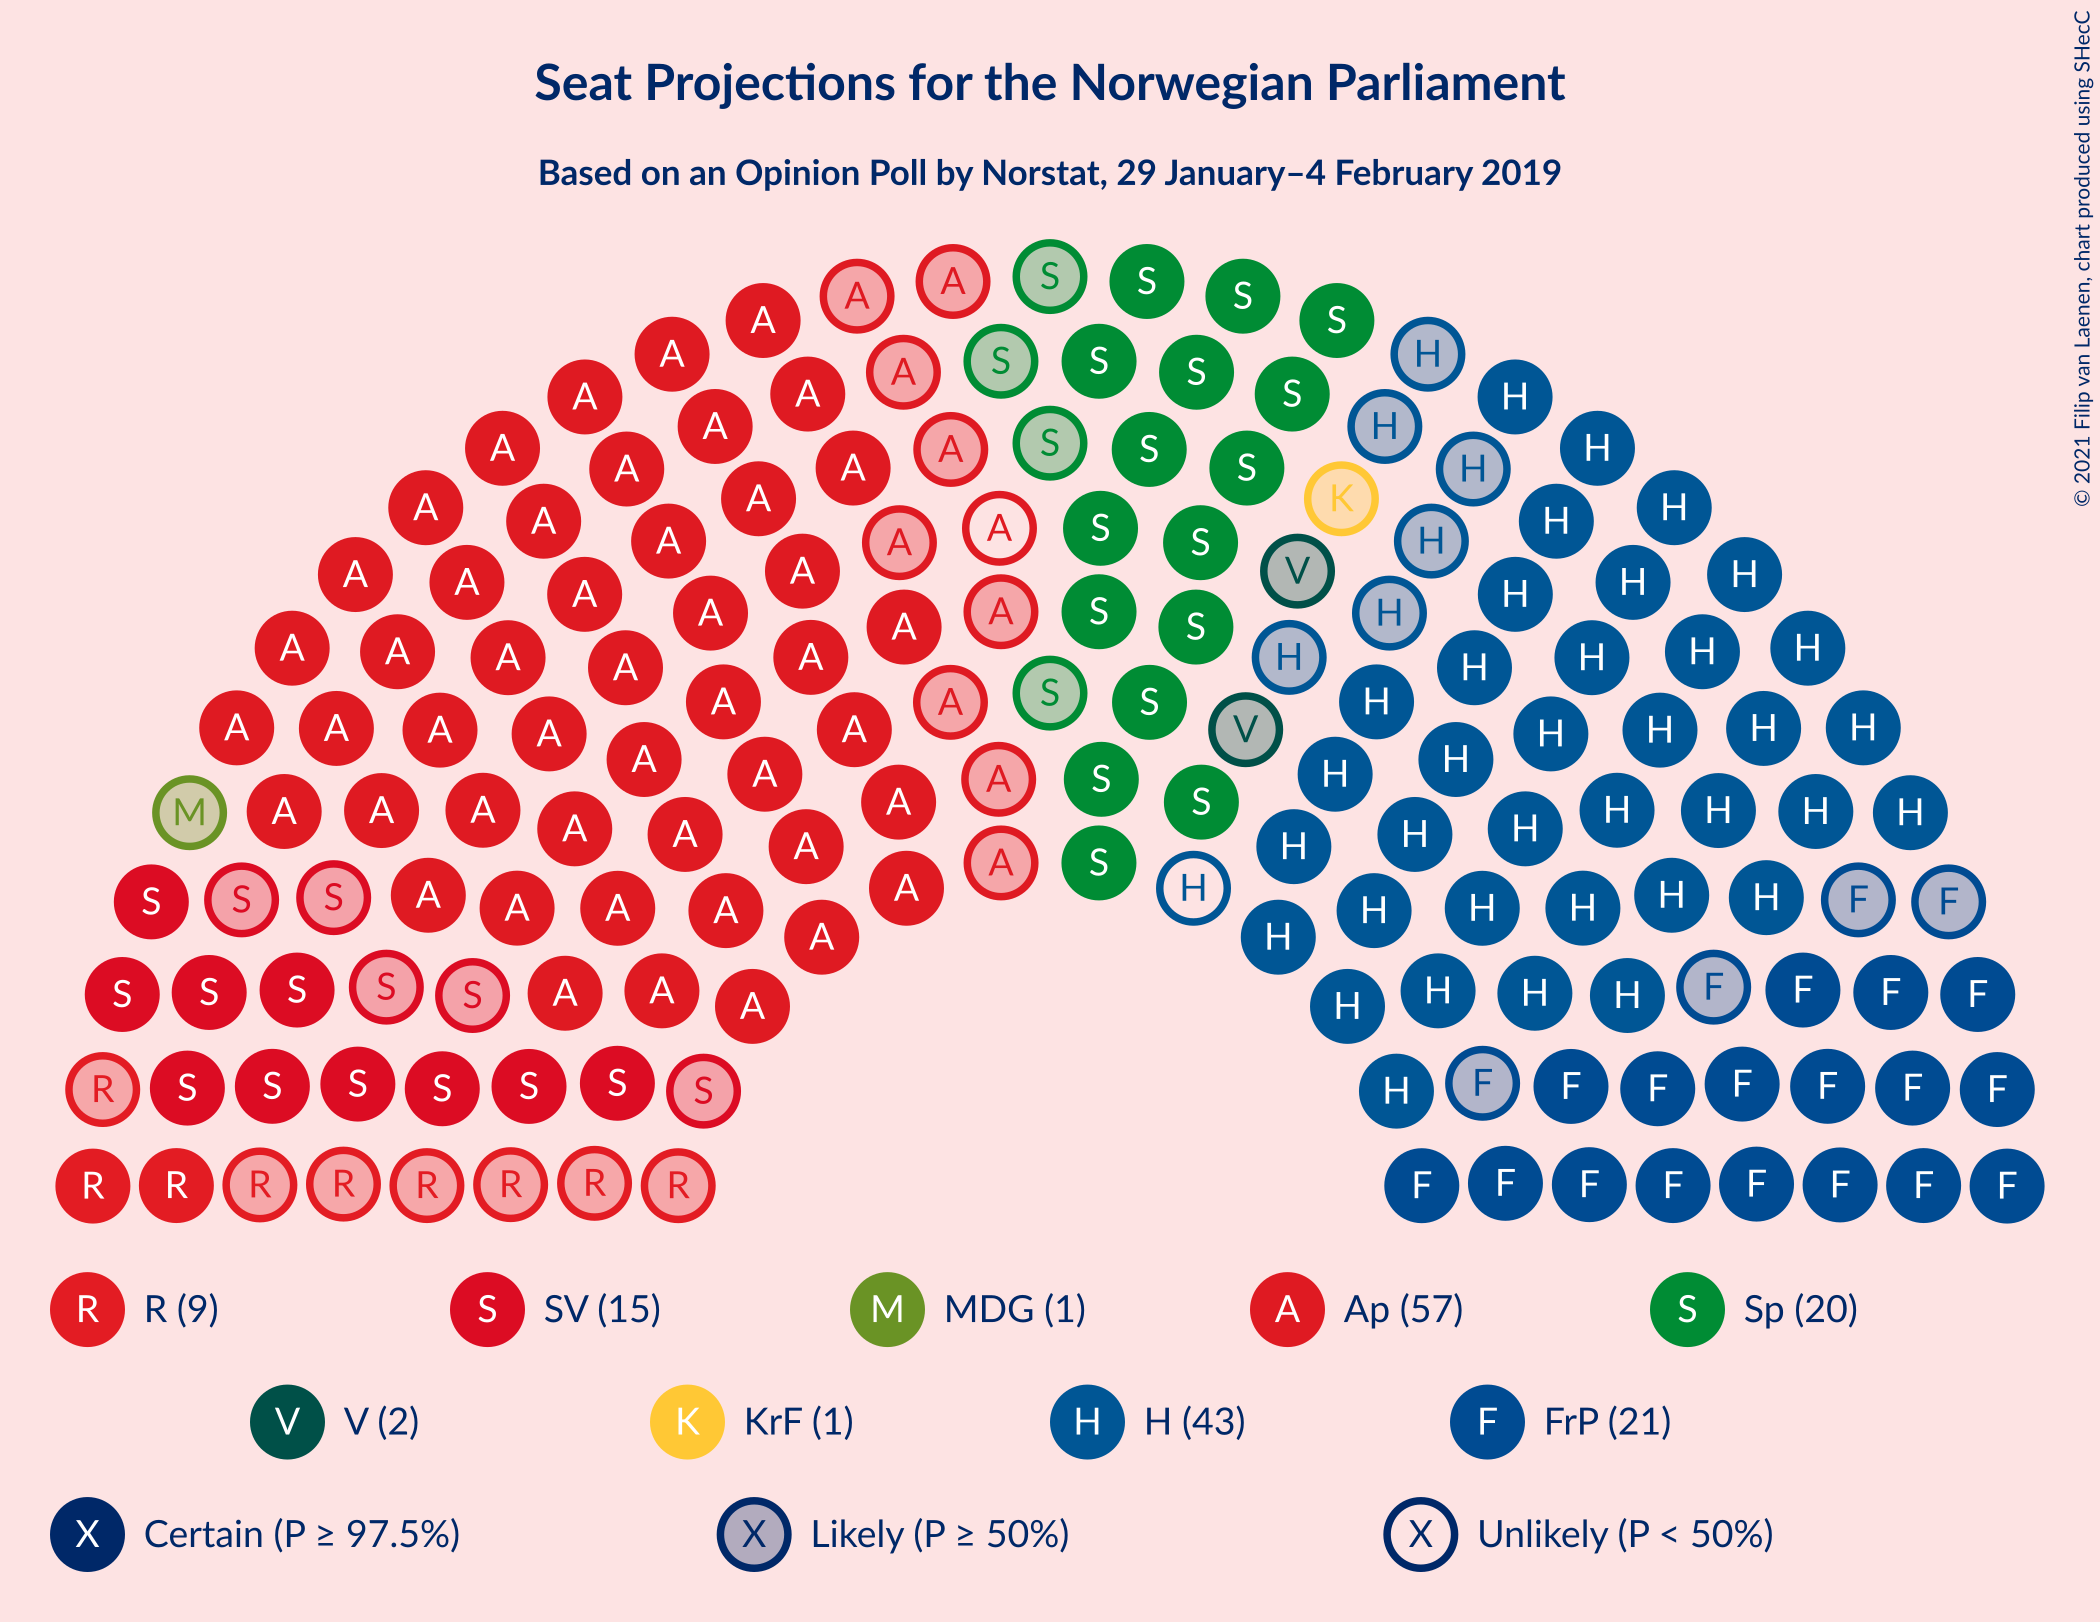 Seat Projections for the Norwegian Parliament
Based on an Opinion Poll by Norstat, 29 January–4 February 2019
© 2021 Filip van Laenen, chart produced using SHecC
A A S S S S H
A A A S S S S H H H
A A A A A S S S K H H H
A A A A A A S S V H H H
A A A A A A S S H H H H
A A A A A A A S S V H H H H H
A A A A A A A S S H H H H H H
M A A A A A A A S H H H H H H H H
S S S A A A A A H H H H H H F F
S S S S S A A A H H H H F F F F
R S S S S S S S H F F F F F F F
R R R R R R R R F F F F F F F F
R R (9) S SV (15) M MDG (1) A Ap (57) S Sp (20)
V V (2) K KrF (1) H H (43) F FrP (21)
X Certain (P ≥ 97.5%) X Likely (P ≥ 50%) X Unlikely (P < 50%)